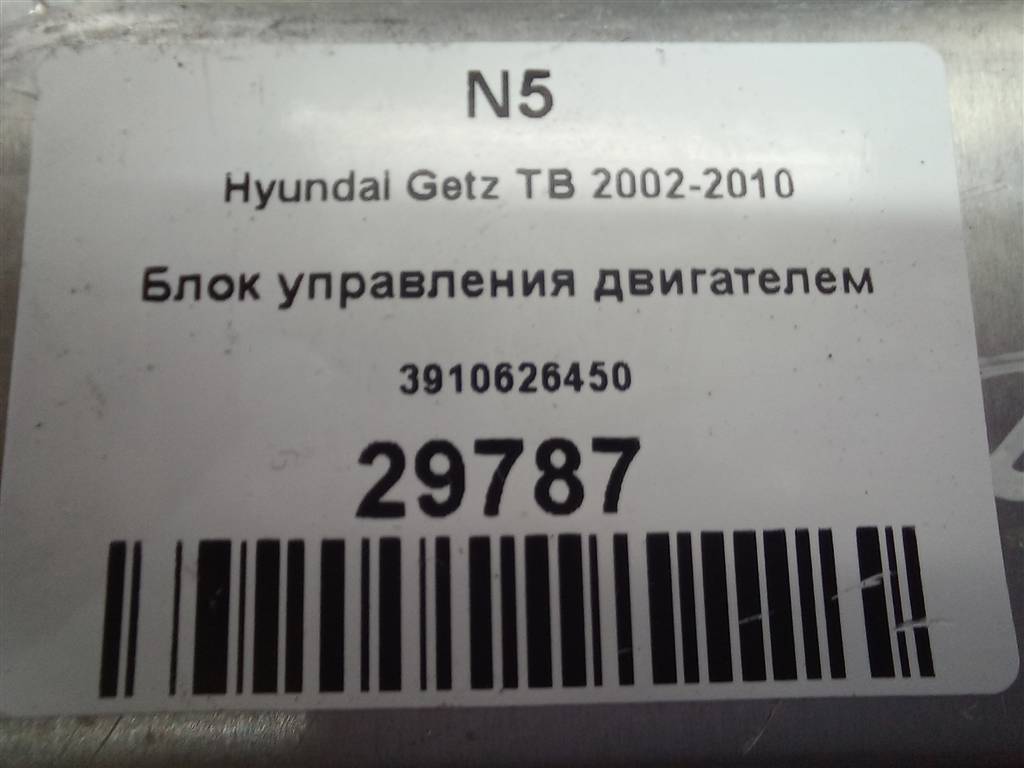 N5
Hyundai Getz TB 2002-2010
Блок управления двигателем
3910626450
29787